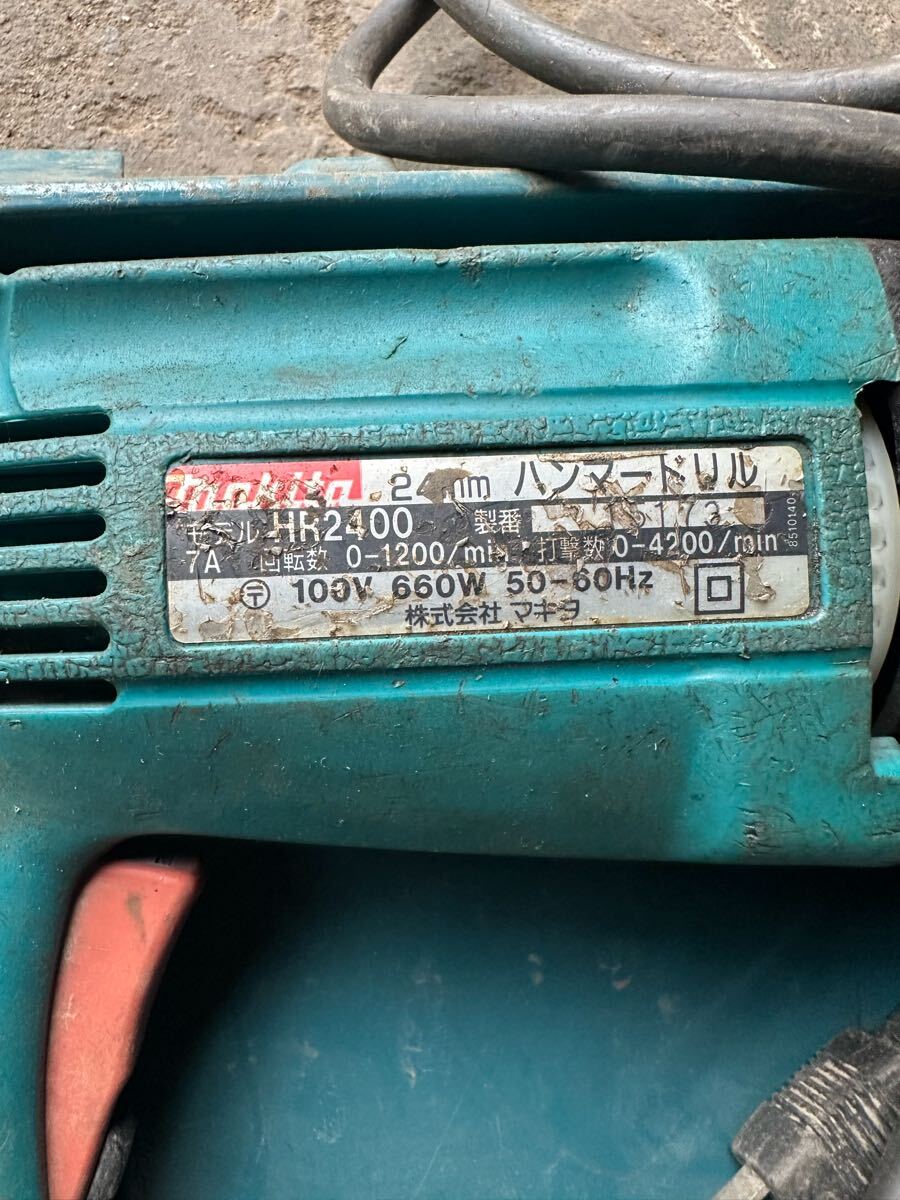 makita 24mm ハンマードリル
モデル HR2400 製番
7A 回転数 0-1200/min 打撃数 0-4200/min
〒 100V 660W 50-60Hz
株式会社 マキタ